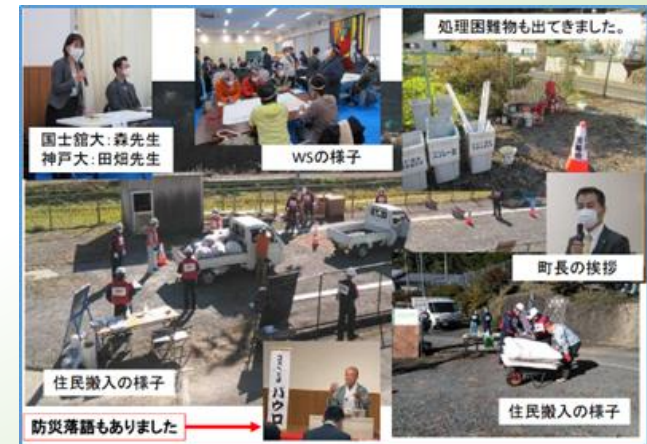 国士舘大：森先生
神戸大：田畑先生
WSの様子
処理困難物も出てきました。
町長の挨拶
住民搬入の様子
住民搬入の様子
防災落語もありました